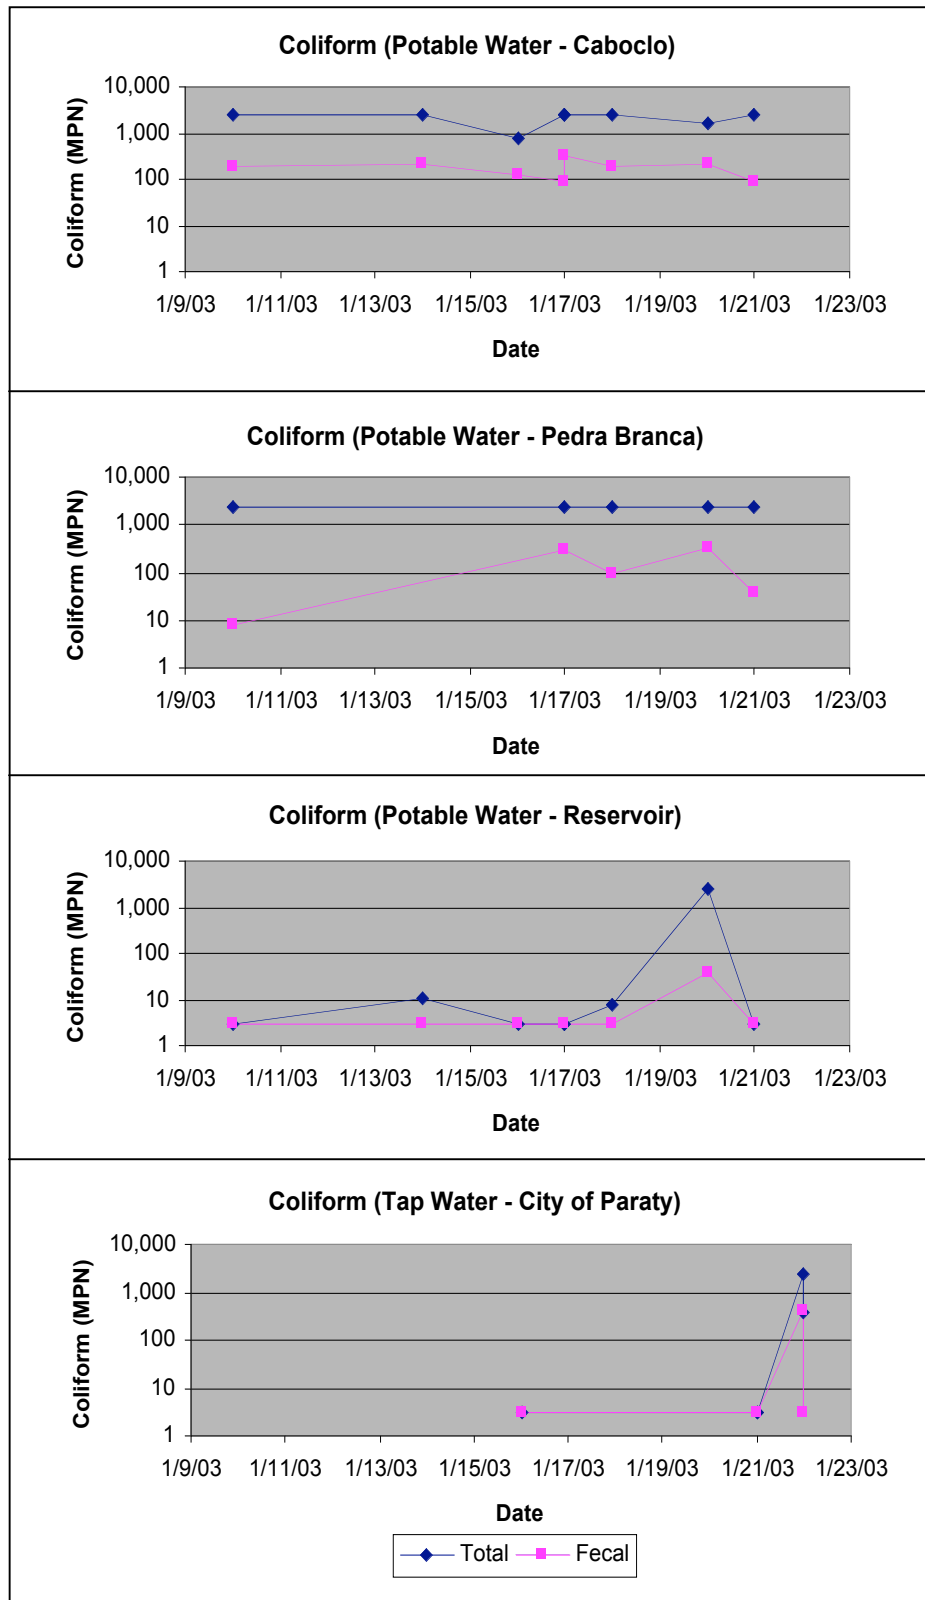 Coliform (Potable Water - Caboclo)
10,000
1,000
100
10
1
Coliform (MPN)
1/9/03 1/11/03 1/13/03 1/15/03 1/17/03 1/19/03 1/21/03 1/23/03
Date
Coliform (Potable Water - Pedra Branca)
10,000
1,000
100
10
1
Coliform (MPN)
1/9/03 1/11/03 1/13/03 1/15/03 1/17/03 1/19/03 1/21/03 1/23/03
Date
Coliform (Potable Water - Reservoir)
10,000
1,000
100
10
1
Coliform (MPN)
1/9/03 1/11/03 1/13/03 1/15/03 1/17/03 1/19/03 1/21/03 1/23/03
Date
Coliform (Tap Water - City of Paraty)
10,000
1,000
100
10
1
Coliform (MPN)
1/9/03 1/11/03 1/13/03 1/15/03 1/17/03 1/19/03 1/21/03 1/23/03
Date
Total Fecal